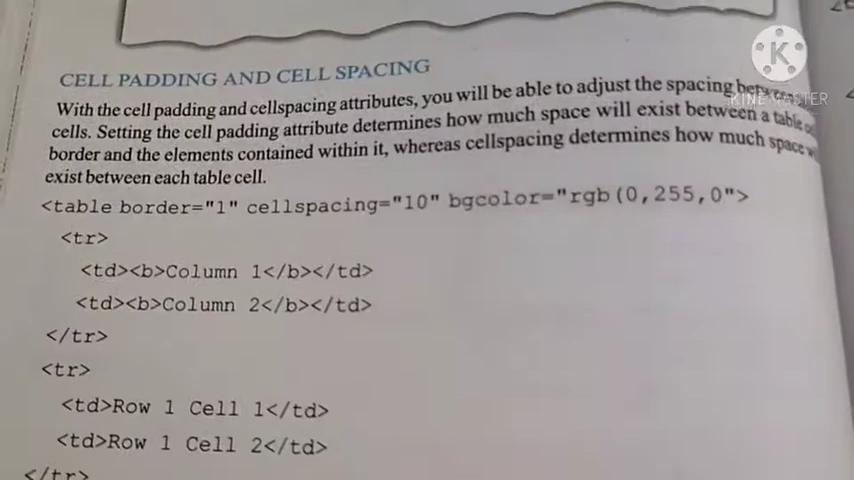 CELL PADDING AND CELL SPACING
With the cell padding and cellspacing attributes, you will be able to adjust the spacing
cells. Setting the cell padding attribute determines how much space will exist between a table
border and the elements contained within it, whereas cellspacing determines how much space
exist between each table cell.
<table border="1" cellspacing="10" bgcolor="rgb(0,255,0">
<tr>
<td><b>Column 1</b></td>
<td><b>Column 2</b></td>
</tr>
<tr>
<td>Row 1 Cell 1</td>
<td>Row 1 Cell 2</td>
</tr>
K
KINEMASTER